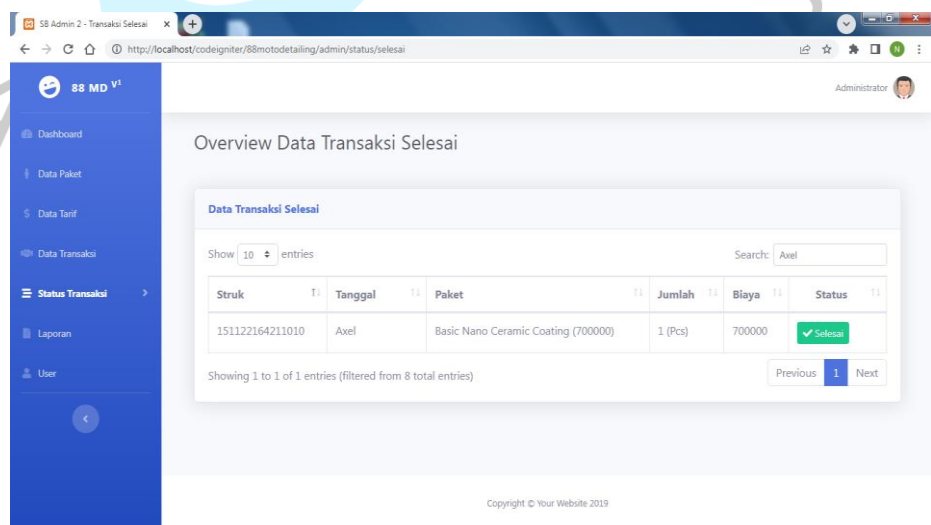 SB Admin 2 - Transaksi Selesai
http://localhost/codeigniter/88motodetailing/admin/status/selesai
N
88 MD V1
Administrator
Dashboard
Data Paket
Data Tarif
Data Transaksi
Status Transaksi
Laporan
User
Overview Data Transaksi Selesai
Data Transaksi Selesai
Show 10 entries
Search: Axel
Struk Tanggal Paket Jumlah Biaya Status
151122164211010 Axel Basic Nano Ceramic Coating (700000) 1 (Pcs) 700000 Selesai
Showing 1 to 1 of 1 entries (filtered from 8 total entries)
Previous 1 Next
Copyright © Your Website 2019